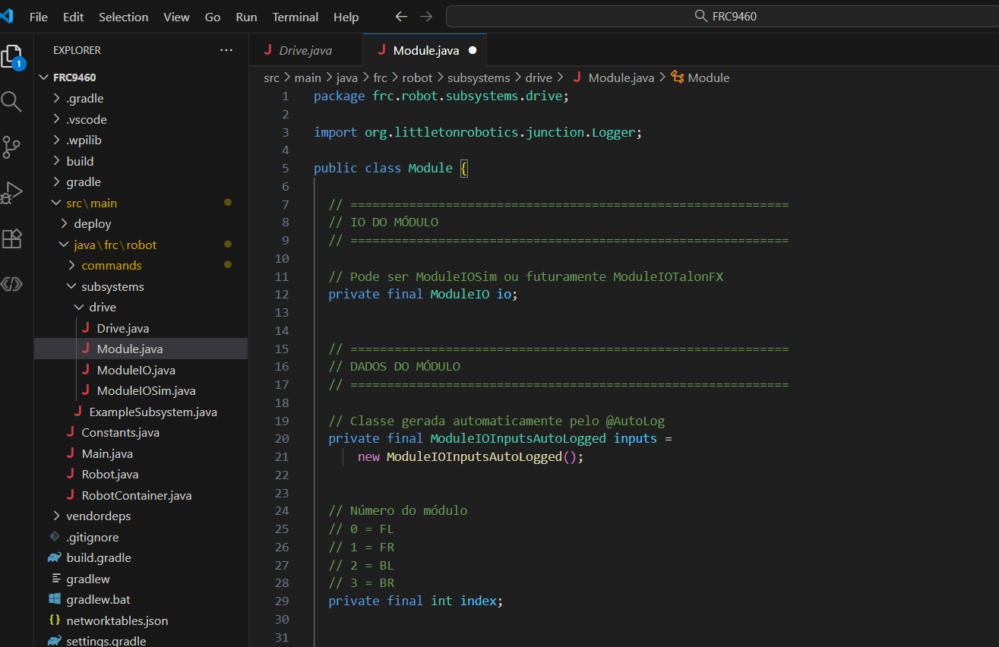 File Edit Selection View Go Run Terminal Help FRC9460
EXPLORER
1
FRC9460
.gradle
.vscode
.wpilib
build
gradle
src\main
deploy
java\frc\robot
commands
subsystems
drive
J Drive.java
J Module.java
J ModuleIO.java
J ModuleIOSim.java
J ExampleSubsystem.java
J Constants.java
J Main.java
J Robot.java
J RobotContainer.java
vendordeps
.gitignore
build.gradle
gradlew
gradlew.bat
{} networktables.json
settings.gradle
J Drive.java J Module.java
src > main > java > frc > robot > subsystems > drive > J Module.java > Module
1 package frc.robot.subsystems.drive;
2
3 import org.littletonrobotics.junction.Logger;
4
5 public class Module {
6
7 // ============================================================
8 // IO DO MÓDULO
9 // ============================================================
10
11 // Pode ser ModuleIOSim ou futuramente ModuleIOTalonFX
12 private final ModuleIO io;
13
14
15 // ============================================================
16 // DADOS DO MÓDULO
17 // ============================================================
18
19 // Classe gerada automaticamente pelo @AutoLog
20 private final ModuleIOInputsAutoLogged inputs =
21 new ModuleIOInputsAutoLogged();
22
23
24 // Número do módulo
25 // 0 = FL
26 // 1 = FR
27 // 2 = BL
28 // 3 = BR
29 private final int index;
30
31